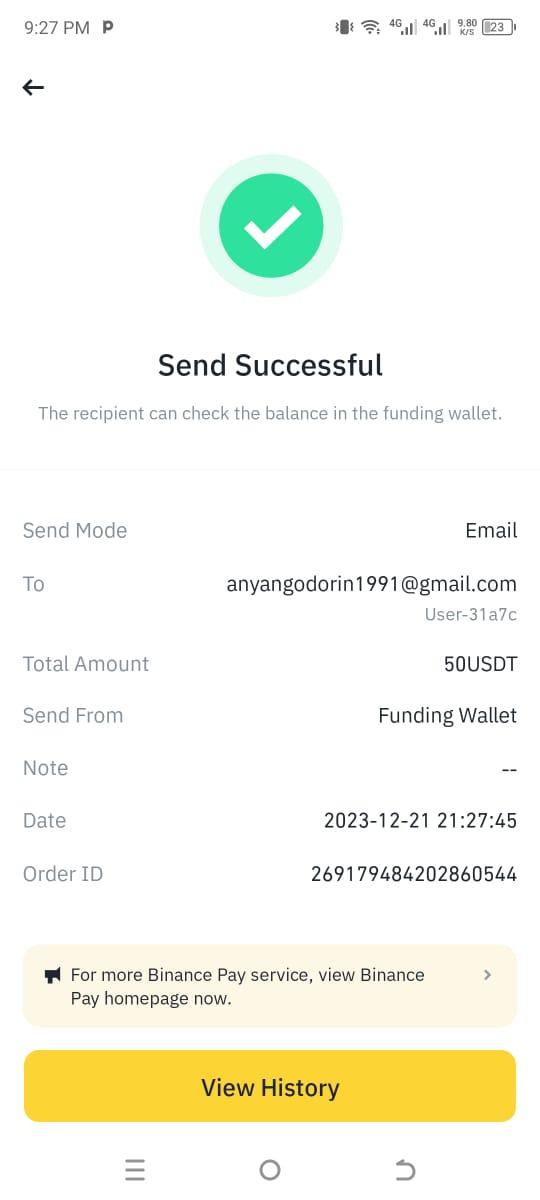 9:27 PM P 4G 4G 9.80 K/S 23
Send Successful
The recipient can check the balance in the funding wallet.
Send Mode Email
To anyangodorin1991@gmail.com
User-31a7c
Total Amount 50USDT
Send From Funding Wallet
Note --
Date 2023-12-21 21:27:45
Order ID 269179484202860544
For more Binance Pay service, view Binance
Pay homepage now.
View History